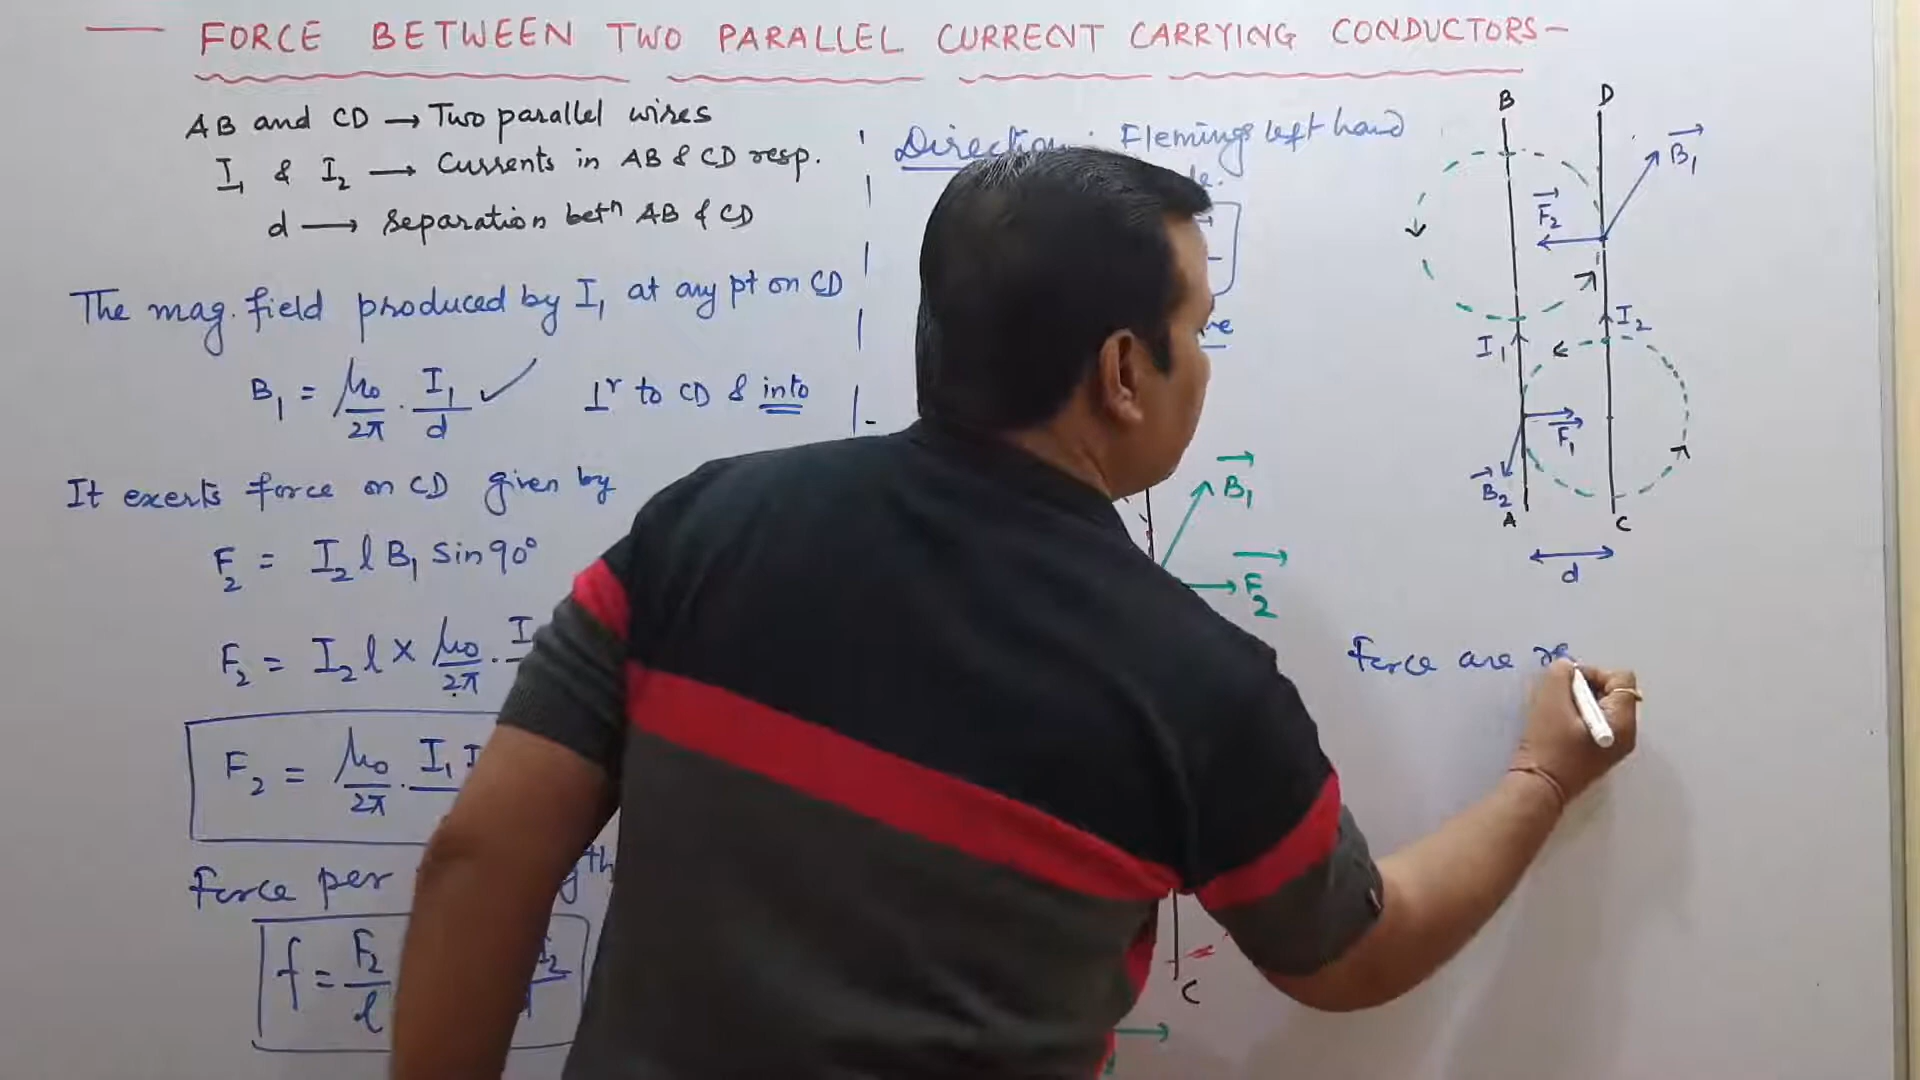 FORCE BETWEEN TWO PARALLEL CURRENT CARRYING CONDUCTORS
AB and CD → Two parallel wires
I₁ & I₂ → Currents in AB & CD resp.
d → separation betⁿ AB & CD
The mag. field produced by I₁ at any pt on CD
B₁ = μ₀/2π . I₁/d ✓ ⊥ʳ to CD & into
It exerts force on CD given by
F₂ = I₂ l B₁ Sin 90°
F₂ = I₂ l × μ₀/2π . I
F₂ = μ₀/2π . I₁ I
Force per
f = F₂/l I₂
Direction: Flemings left hand
B₁
F₂
C
B D
B₁
F₂
I₂
I₁
F₁
B₂
A C
d
Force are re